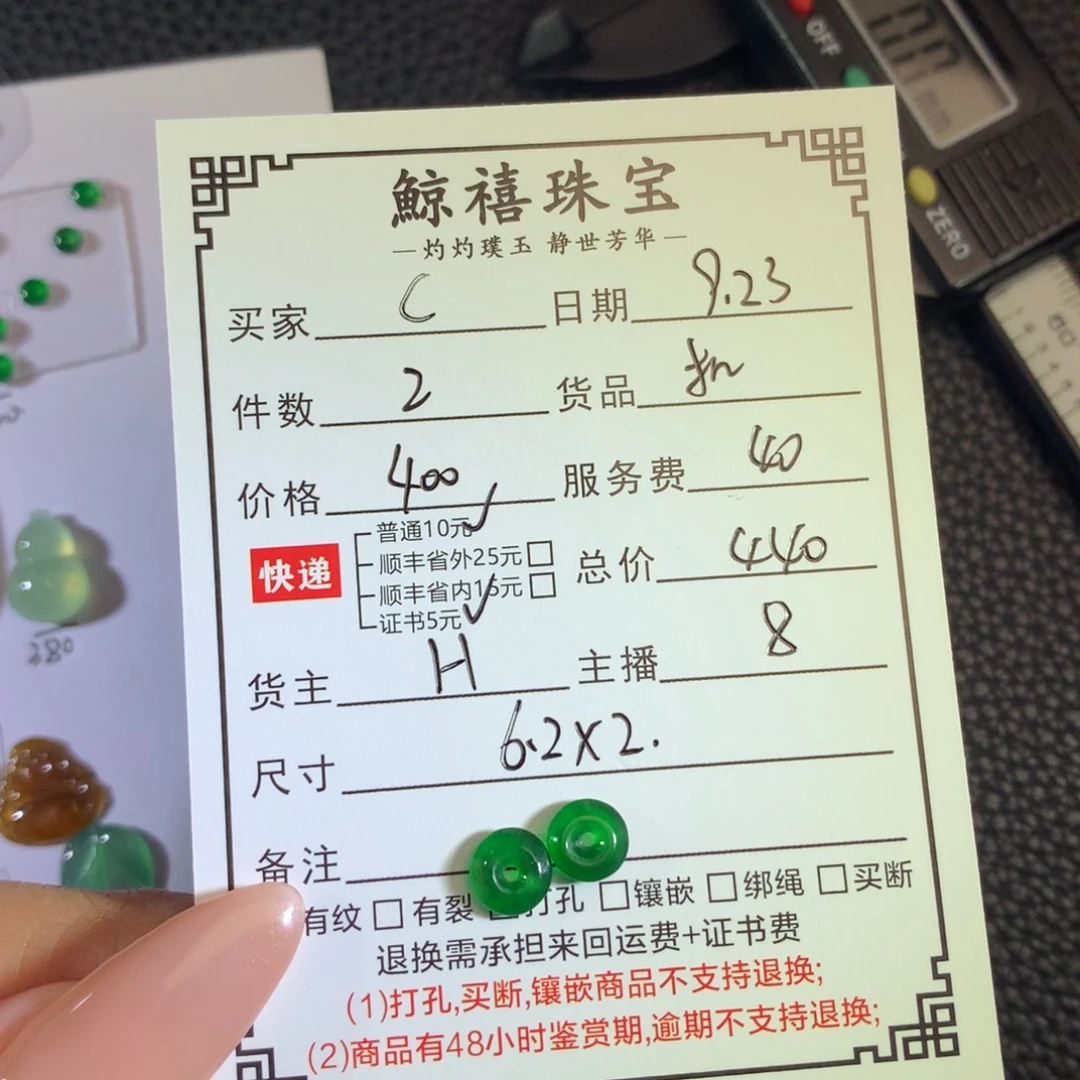 OFF
mm
ZERO
鲸禧珠宝
—灼灼璞玉 静世芳华—
买家 C 日期 9.23
件数 2 货品
价格 400 服务费 40
快递
普通10元✓
顺丰省外25元□
顺丰省内15元□
证书5元✓
总价 440
货主 H 主播 8
尺寸 6.2×2.
备注
有纹 □有裂 □打孔 □镶嵌 □绑绳 □买断
退换需承担来回运费+证书费
(1)打孔,买断,镶嵌商品不支持退换;
(2)商品有48小时鉴赏期,逾期不支持退换;
380